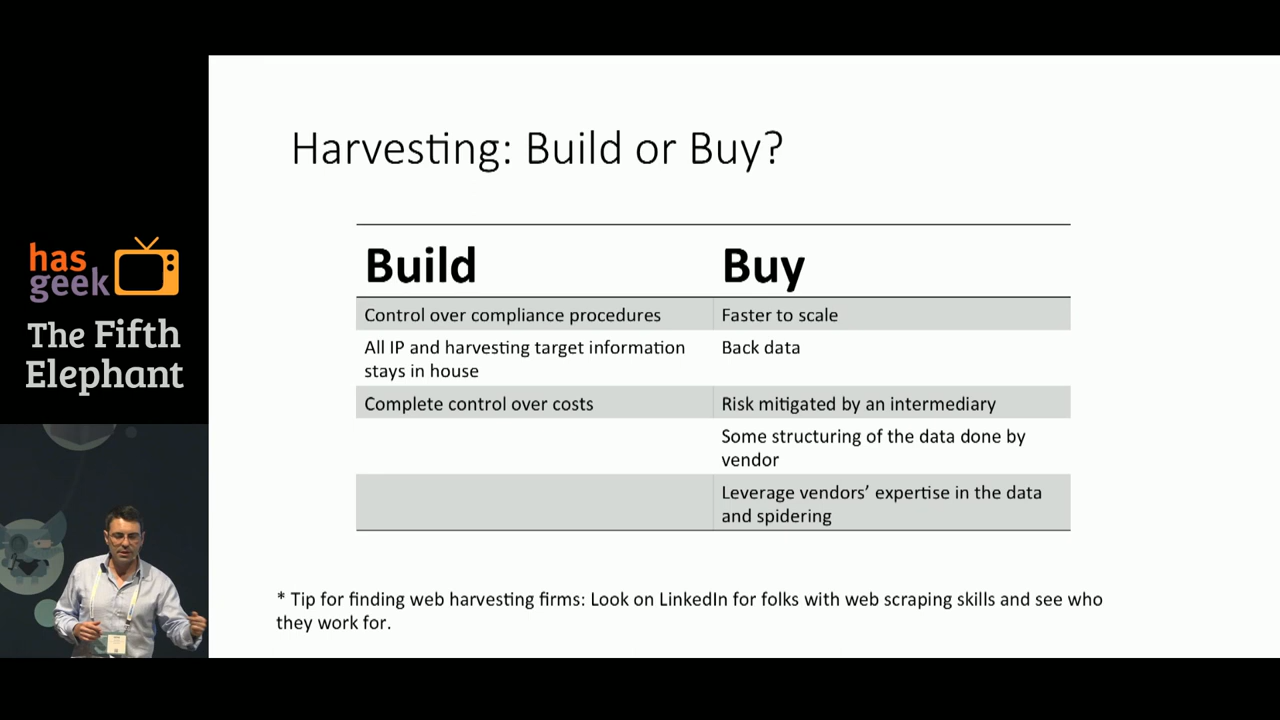 Harvesting: Build or Buy?
Build
Buy
Control over compliance procedures
Faster to scale
All IP and harvesting target information
stays in house
Back data
Complete control over costs
Risk mitigated by an intermediary
Some structuring of the data done by
vendor
Leverage vendors’ expertise in the data
and spidering
* Tip for finding web harvesting firms: Look on LinkedIn for folks with web scraping skills and see who
they work for.
has
geek
The Fifth
Elephant